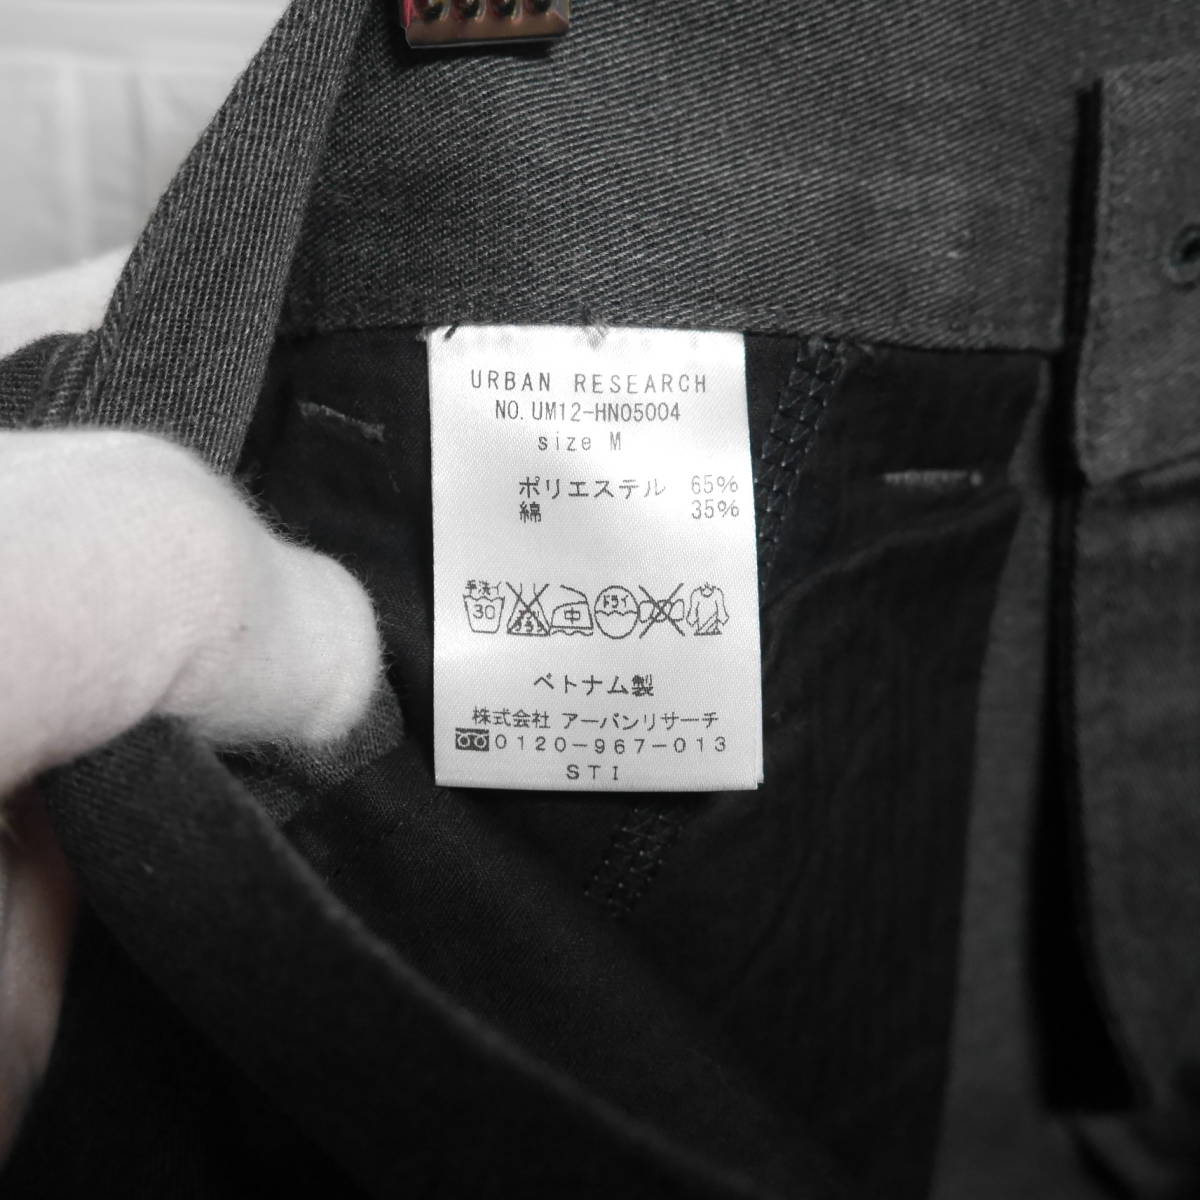 URBAN RESEARCH
NO. UM12-HN05004
size M
ポリエステル 65%
綿 35%
手洗イ
30 中 ドライ
ベトナム製
株式会社 アーバンリサーチ
0120-967-013
STI